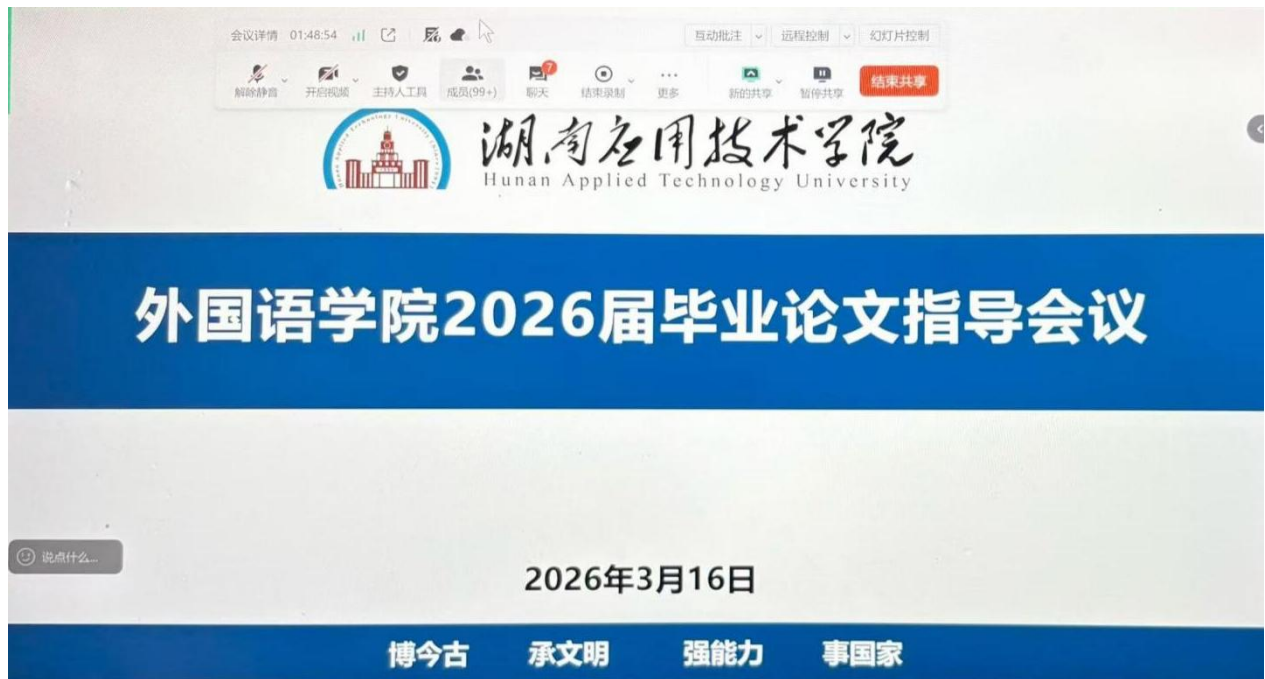 会议详情 01:48:54
互动批注 远程控制 幻灯片控制
解除静音 开启视频 主持人工具 成员(99+) 聊天 7 结束录制 更多 新的共享 暂停共享 结束共享
湖南应用技术学院
Hunan Applied Technology University
外国语学院2026届毕业论文指导会议
说点什么...
2026年3月16日
博今古 承文明 强能力 事国家